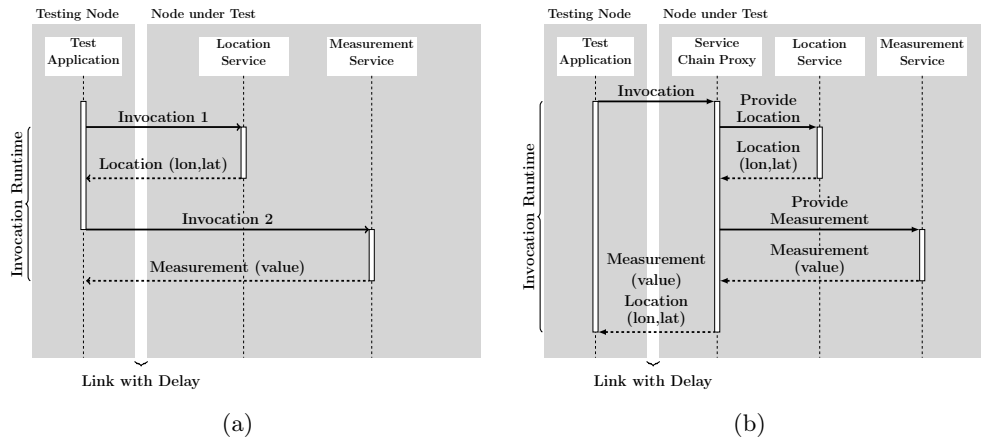 Testing Node
Node under Test
Test
Application
Location
Service
Measurement
Service
Invocation 1
Location (lon,lat)
Invocation 2
Measurement (value)
Invocation Runtime
Link with Delay
(a)
Testing Node
Node under Test
Test
Application
Service
Chain Proxy
Location
Service
Measurement
Service
Invocation
Provide
Location
Location
(lon,lat)
Provide
Measurement
Measurement
(value)
Measurement
(value)
Location
(lon,lat)
Invocation Runtime
Link with Delay
(b)